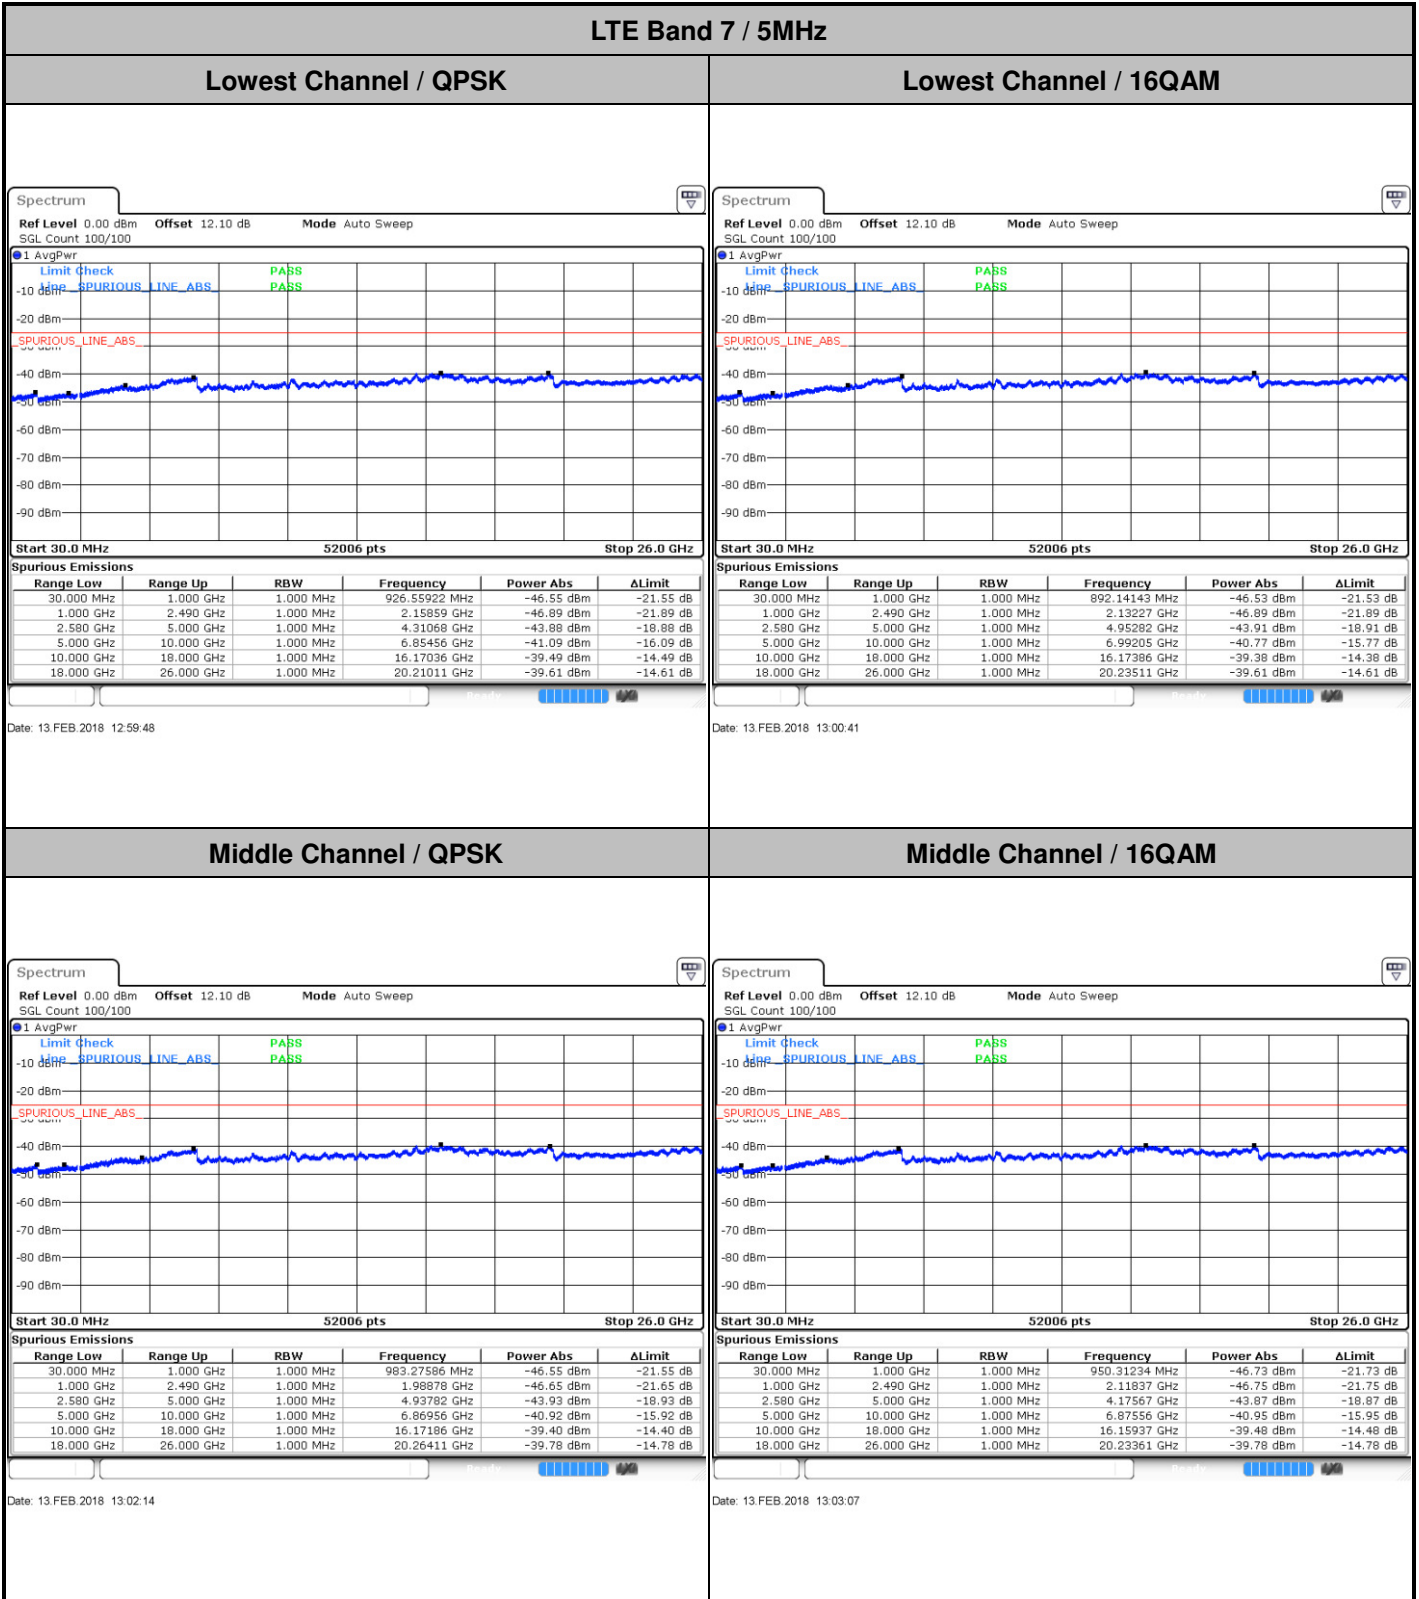 LTE Band 7 / 5MHz
Lowest Channel / QPSK
Lowest Channel / 16QAM
Spectrum
Ref Level 0.00 dBm Offset 12.10 dB Mode Auto Sweep
SGL Count 100/100
1 AvgPwr
Limit Check PASS
Line _SPURIOUS_LINE_ABS_ PASS
-10 dBm
-20 dBm
_SPURIOUS_LINE_ABS_
-40 dBm
-50 dBm
-60 dBm
-70 dBm
-80 dBm
-90 dBm
Start 30.0 MHz 52006 pts Stop 26.0 GHz
Spurious Emissions
Range Low Range Up RBW Frequency Power Abs ΔLimit
30.000 MHz 1.000 GHz 1.000 MHz 926.55922 MHz -46.55 dBm -21.55 dB
1.000 GHz 2.490 GHz 1.000 MHz 2.15859 GHz -46.89 dBm -21.89 dB
2.580 GHz 5.000 GHz 1.000 MHz 4.31068 GHz -43.88 dBm -18.88 dB
5.000 GHz 10.000 GHz 1.000 MHz 6.85456 GHz -41.09 dBm -16.09 dB
10.000 GHz 18.000 GHz 1.000 MHz 16.17036 GHz -39.49 dBm -14.49 dB
18.000 GHz 26.000 GHz 1.000 MHz 20.21011 GHz -39.61 dBm -14.61 dB
Ready
Date: 13.FEB.2018 12:59:48
Spectrum
Ref Level 0.00 dBm Offset 12.10 dB Mode Auto Sweep
SGL Count 100/100
1 AvgPwr
Limit Check PASS
Line _SPURIOUS_LINE_ABS_ PASS
-10 dBm
-20 dBm
_SPURIOUS_LINE_ABS_
-40 dBm
-50 dBm
-60 dBm
-70 dBm
-80 dBm
-90 dBm
Start 30.0 MHz 52006 pts Stop 26.0 GHz
Spurious Emissions
Range Low Range Up RBW Frequency Power Abs ΔLimit
30.000 MHz 1.000 GHz 1.000 MHz 892.14143 MHz -46.53 dBm -21.53 dB
1.000 GHz 2.490 GHz 1.000 MHz 2.13227 GHz -46.89 dBm -21.89 dB
2.580 GHz 5.000 GHz 1.000 MHz 4.95282 GHz -43.91 dBm -18.91 dB
5.000 GHz 10.000 GHz 1.000 MHz 6.99205 GHz -40.77 dBm -15.77 dB
10.000 GHz 18.000 GHz 1.000 MHz 16.17386 GHz -39.38 dBm -14.38 dB
18.000 GHz 26.000 GHz 1.000 MHz 20.23511 GHz -39.61 dBm -14.61 dB
Ready
Date: 13.FEB.2018 13:00:41
Middle Channel / QPSK
Middle Channel / 16QAM
Spectrum
Ref Level 0.00 dBm Offset 12.10 dB Mode Auto Sweep
SGL Count 100/100
1 AvgPwr
Limit Check PASS
Line _SPURIOUS_LINE_ABS_ PASS
-10 dBm
-20 dBm
_SPURIOUS_LINE_ABS_
-40 dBm
-50 dBm
-60 dBm
-70 dBm
-80 dBm
-90 dBm
Start 30.0 MHz 52006 pts Stop 26.0 GHz
Spurious Emissions
Range Low Range Up RBW Frequency Power Abs ΔLimit
30.000 MHz 1.000 GHz 1.000 MHz 983.27586 MHz -46.55 dBm -21.55 dB
1.000 GHz 2.490 GHz 1.000 MHz 1.98878 GHz -46.65 dBm -21.65 dB
2.580 GHz 5.000 GHz 1.000 MHz 4.93782 GHz -43.93 dBm -18.93 dB
5.000 GHz 10.000 GHz 1.000 MHz 6.86956 GHz -40.92 dBm -15.92 dB
10.000 GHz 18.000 GHz 1.000 MHz 16.17186 GHz -39.40 dBm -14.40 dB
18.000 GHz 26.000 GHz 1.000 MHz 20.26411 GHz -39.78 dBm -14.78 dB
Ready
Date: 13.FEB.2018 13:02:14
Spectrum
Ref Level 0.00 dBm Offset 12.10 dB Mode Auto Sweep
SGL Count 100/100
1 AvgPwr
Limit Check PASS
Line _SPURIOUS_LINE_ABS_ PASS
-10 dBm
-20 dBm
_SPURIOUS_LINE_ABS_
-40 dBm
-50 dBm
-60 dBm
-70 dBm
-80 dBm
-90 dBm
Start 30.0 MHz 52006 pts Stop 26.0 GHz
Spurious Emissions
Range Low Range Up RBW Frequency Power Abs ΔLimit
30.000 MHz 1.000 GHz 1.000 MHz 950.31234 MHz -46.73 dBm -21.73 dB
1.000 GHz 2.490 GHz 1.000 MHz 2.11837 GHz -46.75 dBm -21.75 dB
2.580 GHz 5.000 GHz 1.000 MHz 4.17567 GHz -43.87 dBm -18.87 dB
5.000 GHz 10.000 GHz 1.000 MHz 6.87556 GHz -40.95 dBm -15.95 dB
10.000 GHz 18.000 GHz 1.000 MHz 16.15937 GHz -39.48 dBm -14.48 dB
18.000 GHz 26.000 GHz 1.000 MHz 20.23361 GHz -39.78 dBm -14.78 dB
Ready
Date: 13.FEB.2018 13:03:07